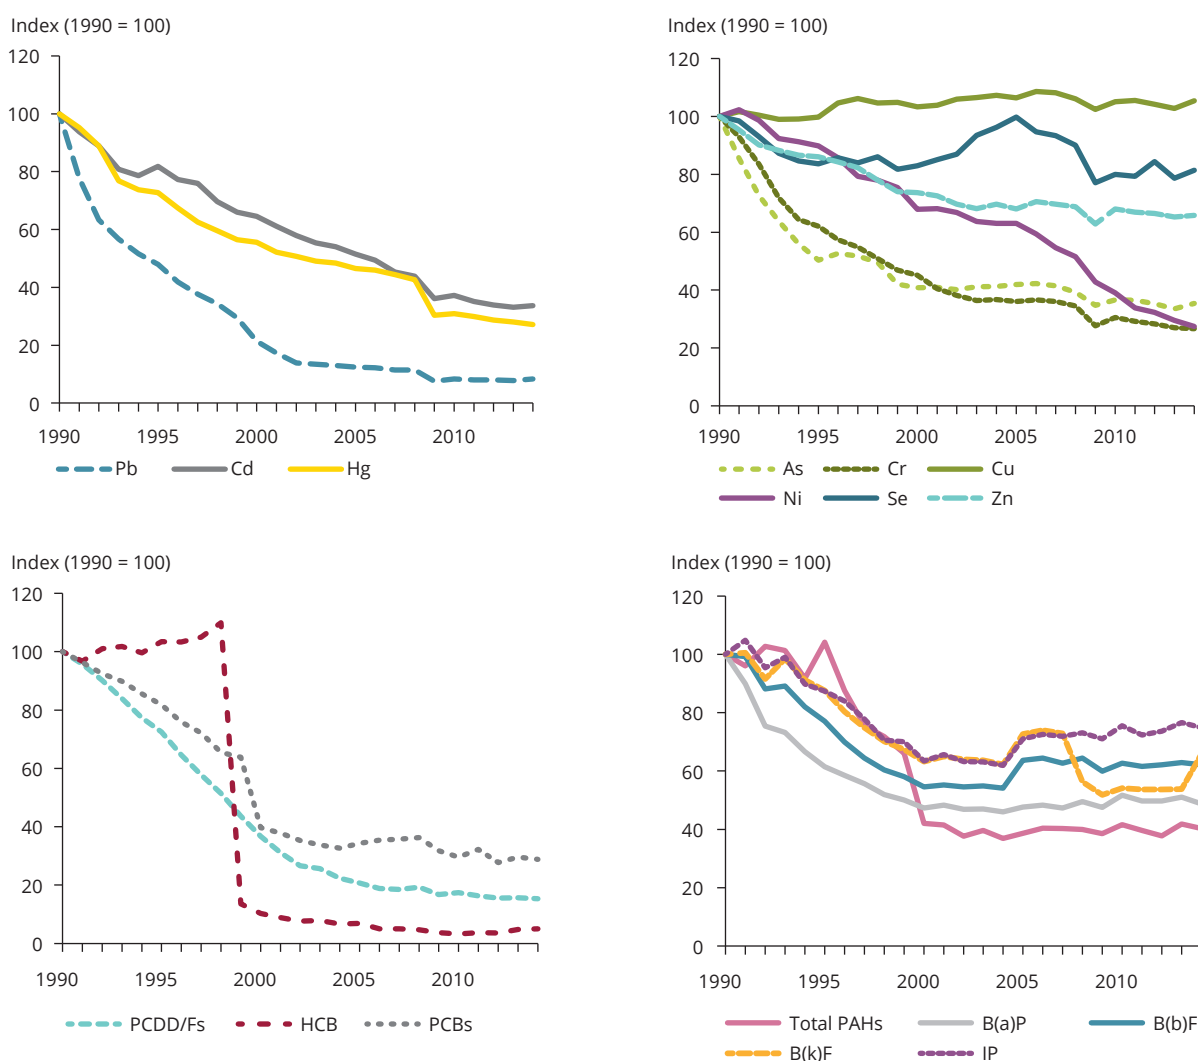 Index (1990 = 100)
120
100
80
60
40
20
0
1990 1995 2000 2005 2010
Pb Cd Hg
Index (1990 = 100)
120
100
80
60
40
20
0
1990 1995 2000 2005 2010
As Cr Cu
Ni Se Zn
Index (1990 = 100)
120
100
80
60
40
20
0
1990 1995 2000 2005 2010
PCDD/Fs HCB PCBs
Index (1990 = 100)
120
100
80
60
40
20
0
1990 1995 2000 2005 2010
Total PAHs B(a)P B(b)F
B(k)F IP